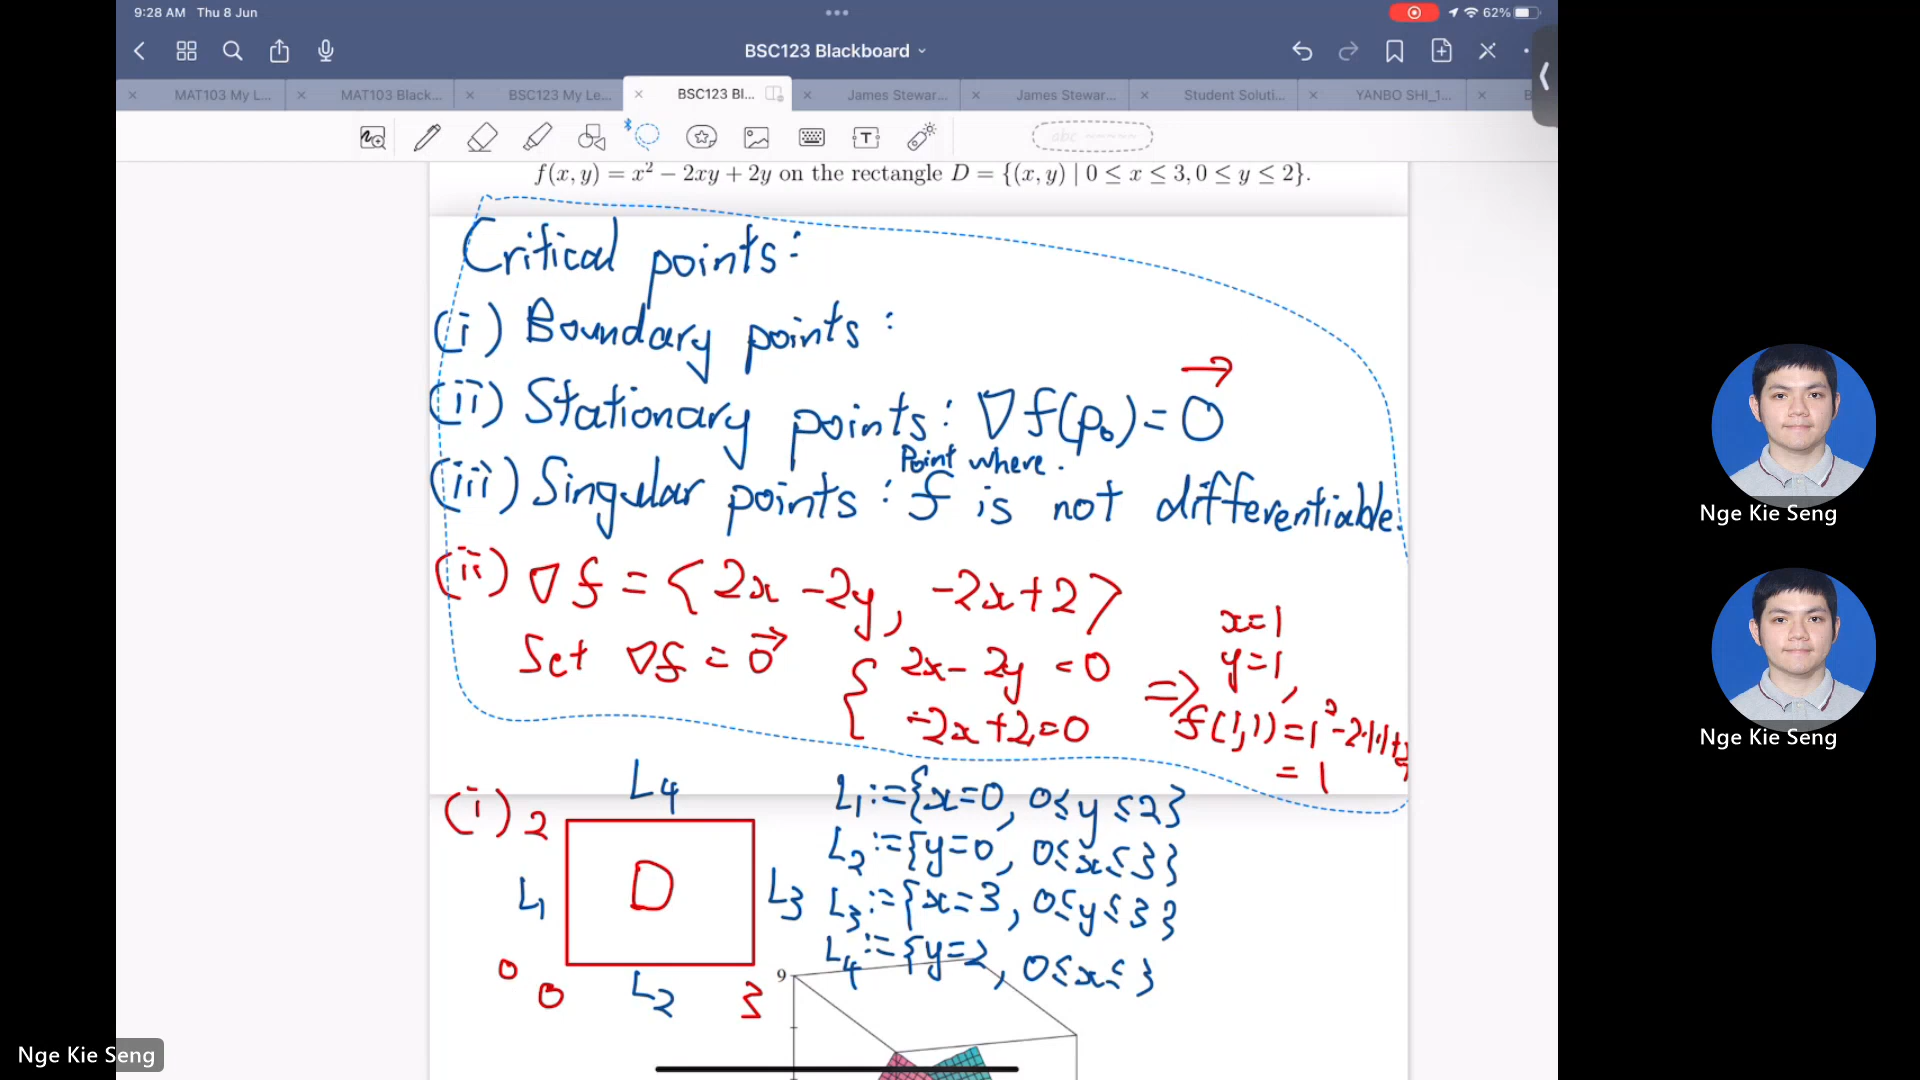 9:28 AM Thu 8 Jun
62%
BSC123 Blackboard
MAT103 My L...
MAT103 Black...
BSC123 My Le...
BSC123 Bl...
James Stewar...
James Stewar...
Student Soluti...
YANBO SHI_1...
B
abc
f(x, y) = x² − 2xy + 2y on the rectangle D = {(x, y) | 0 ≤ x ≤ 3, 0 ≤ y ≤ 2}.
Critical points:
(i) Boundary points:
(ii) Stationary points: ∇f(p₀) = 0⃗
Point where.
(iii) Singular points: f is not differentiable.
(ii) ∇f = ⟨2x − 2y, −2x + 2⟩
Set ∇f = 0⃗
{ 2x − 2y = 0
−2x + 2 = 0
⇒ x = 1
y = 1,
f(1,1) = 1² − 2·1·1 + 2
= 1
(i) 2
L4
L1
D
L3
0
0
L2
3
L1 := {x = 0, 0 ≤ y ≤ 2}
L2 := {y = 0, 0 ≤ x ≤ 3}
L3 := {x = 3, 0 ≤ y ≤ 3}
L4 := {y = 2, 0 ≤ x ≤ }
9
Nge Kie Seng
Nge Kie Seng
Nge Kie Seng